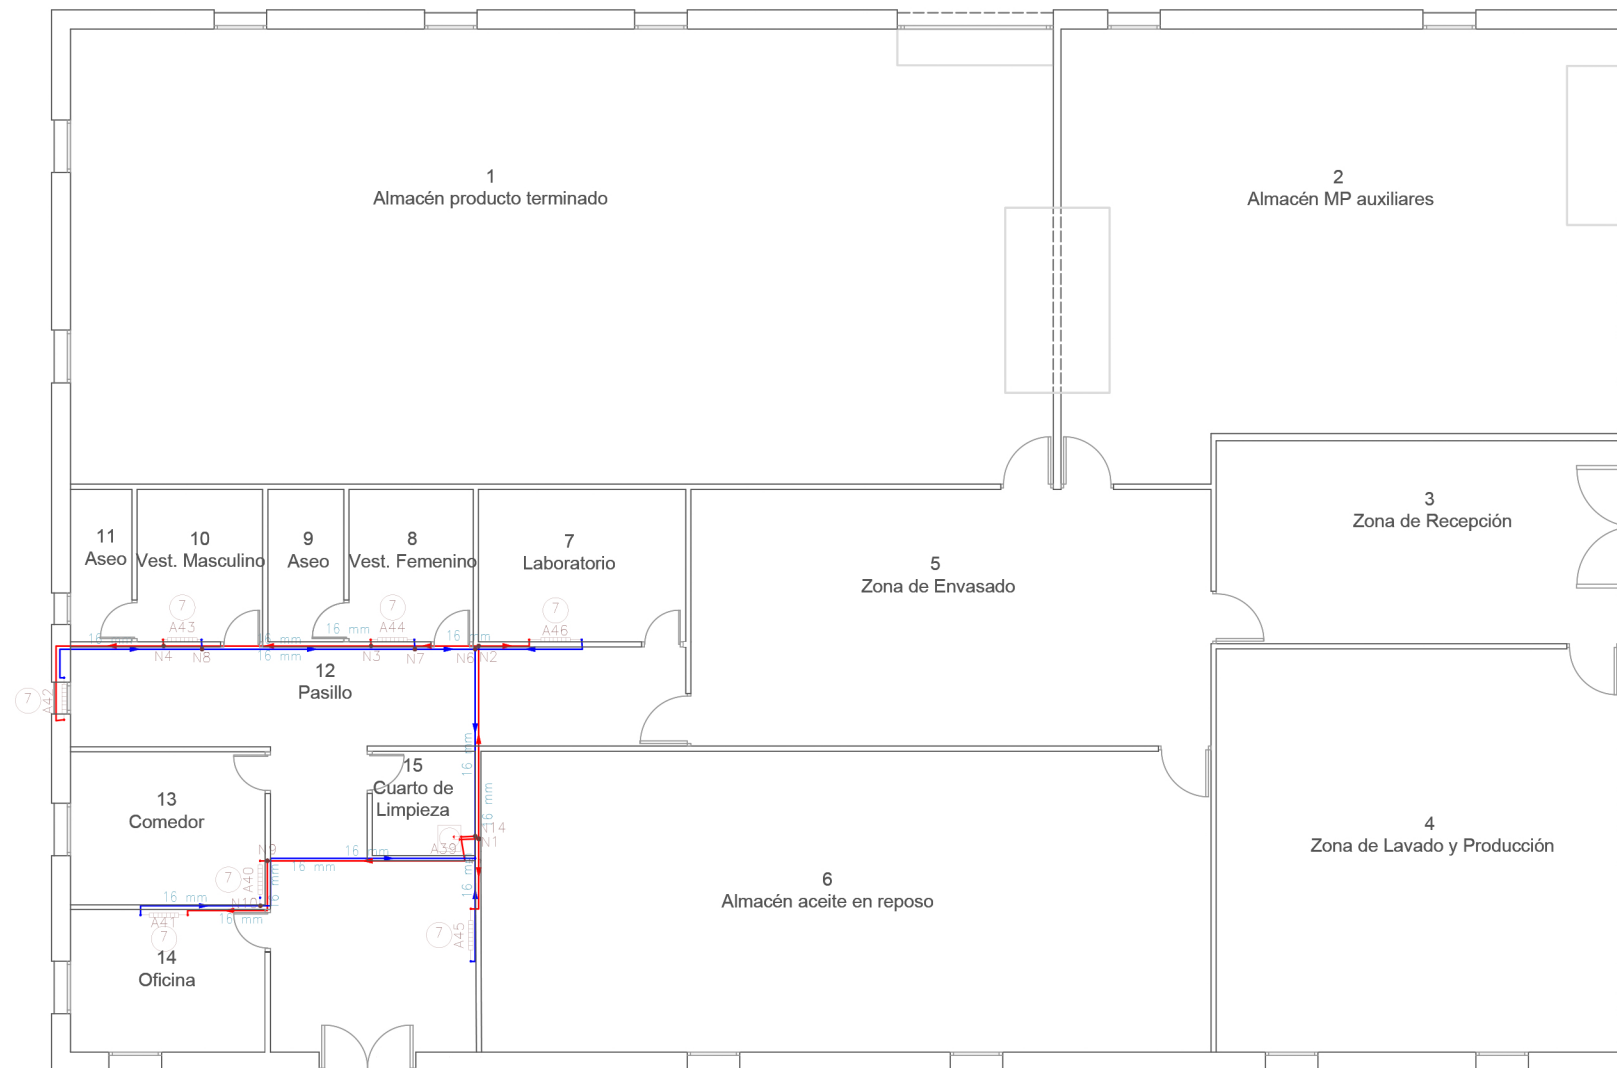 1
Almacén producto terminado
2
Almacén MP auxiliares
3
Zona de Recepción
11
Aseo
10
Vest. Masculino
9
Aseo
8
Vest. Femenino
7
Laboratorio
5
Zona de Envasado
7
A43
7
A44
7
A46
16 mm
16 mm
16 mm
16 mm
16 mm
N4
N8
N3
N7
N6
N2
12
Pasillo
7
A42
16 mm
16 mm
15
Cuarto de
Limpieza
13
Comedor
N14
N1
A39
4
Zona de Lavado y Producción
N9
16 mm
16 mm
7
A40
16 mm
16 mm
6
Almacén aceite en reposo
16 mm
N10
16 mm
A41
7
7
A45
14
Oficina